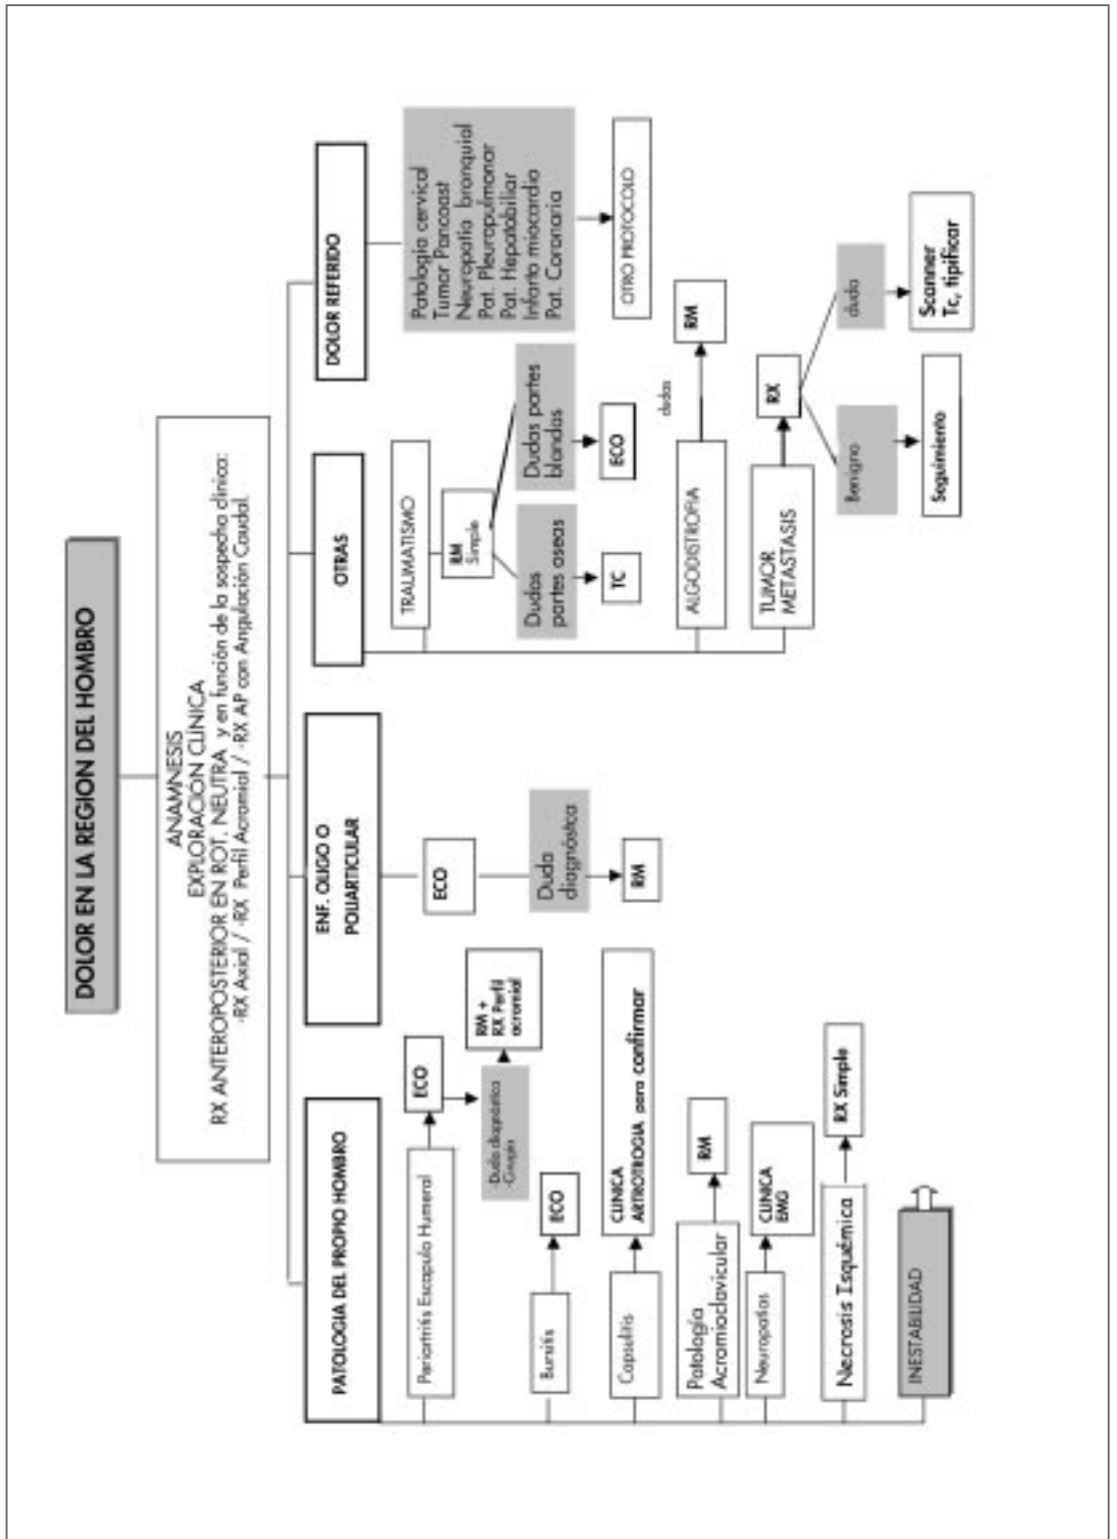 DOLOR EN LA REGION DEL HOMBRO
ANAMNESIS
EXPLORACION CLÍNICA
RX ANTEROPOSTERIOR EN ROT. NEUTRA y en función de la sospecha clínica:
-RX Axial / -RX Perfil Acromial / -RX AP con Angulación Caudal.
PATOLOGIA DEL PROPIO HOMBRO
Periartritis Escapulo Humeral
ECO
-Duda diagnóstica
-Cirugía
RM +
RX Perfil
acromial
Bursitis
ECO
Capsulitis
CLINICA
ARTROTROGIA para confirmar
Patología
Acromioclavicular
RM
Neuropatías
CLINICA
EMG
Necrosis Isquémica
RX Simple
INESTABILIDAD
ENF. OLIGO O
POLIARTICULAR
ECO
Duda
diagnóstica
RM
OTRAS
TRAUMATISMO
RM
Simple
Dudas
partes oseas
TC
Dudas partes
blandas
ECO
ALGODISTROFIA
dudas
RM
TUMOR
METASTASIS
RX
Benigno
Seguimiento
duda
Scanner
Tc, tipificar
DOLOR REFERIDO
Patología cervical
Tumor Pancoast
Neuropatía branquial
Pat. Pleuropulmonar
Pat. Hepatobiliar
Infarto miocardio
Pat. Coronaria
OTRO PROTOCOLO